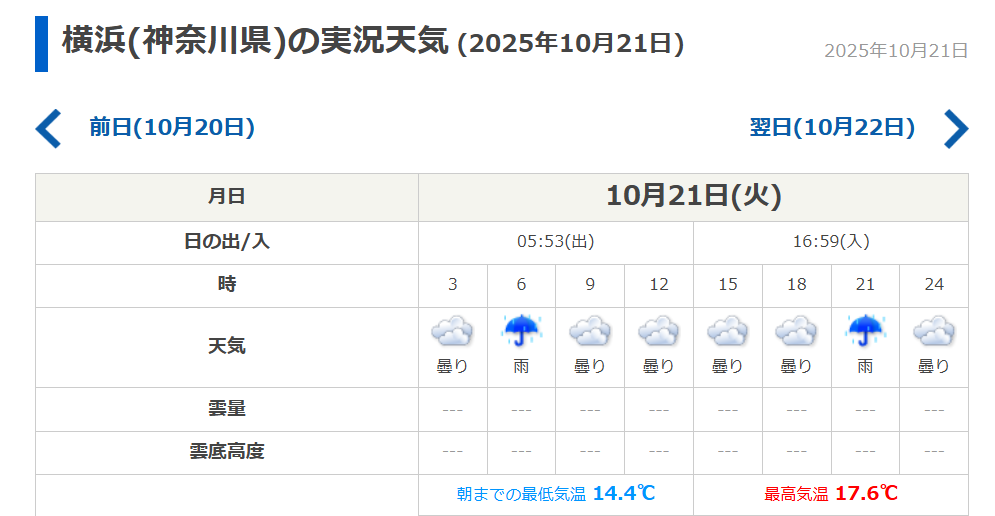 横浜(神奈川県)の実況天気 (2025年10月21日)
2025年10月21日
前日(10月20日)
翌日(10月22日)
月日 10月21日(火)
日の出/入 05:53(出) 16:59(入)
時 3 6 9 12 15 18 21 24
天気 曇り 雨 曇り 曇り 曇り 曇り 雨 曇り
雲量 --- --- --- --- --- --- --- ---
雲底高度 --- --- --- --- --- --- --- ---
朝までの最低気温 14.4℃ 最高気温 17.6℃